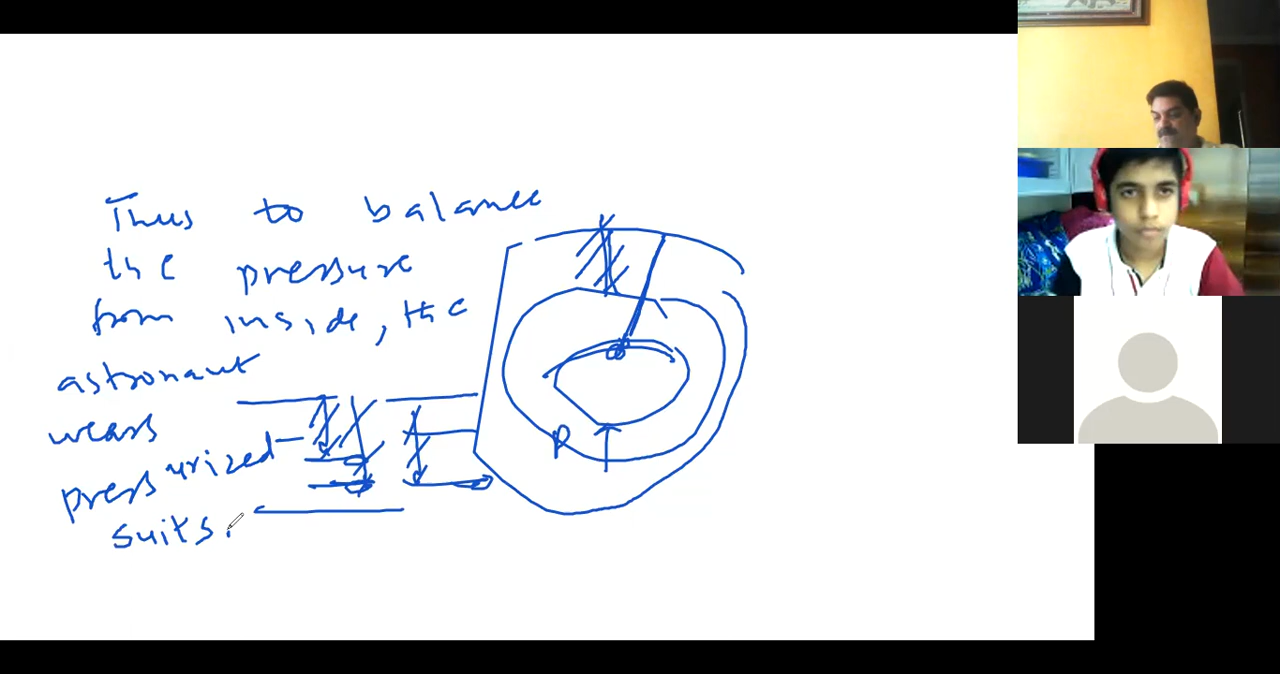 Thus to balance
the pressure
from inside, the
astronaut
wears
pressurized
suits.
P